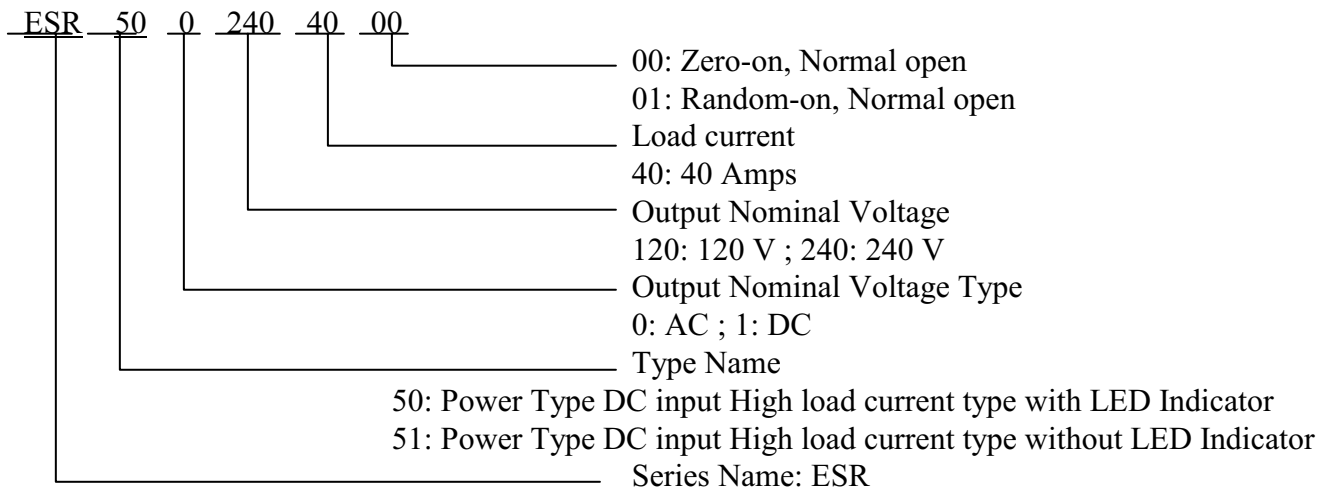 ESR 50 0 240 40 00
00: Zero-on, Normal open
01: Random-on, Normal open
Load current
40: 40 Amps
Output Nominal Voltage
120: 120 V ; 240: 240 V
Output Nominal Voltage Type
0: AC ; 1: DC
Type Name
50: Power Type DC input High load current type with LED Indicator
51: Power Type DC input High load current type without LED Indicator
Series Name: ESR